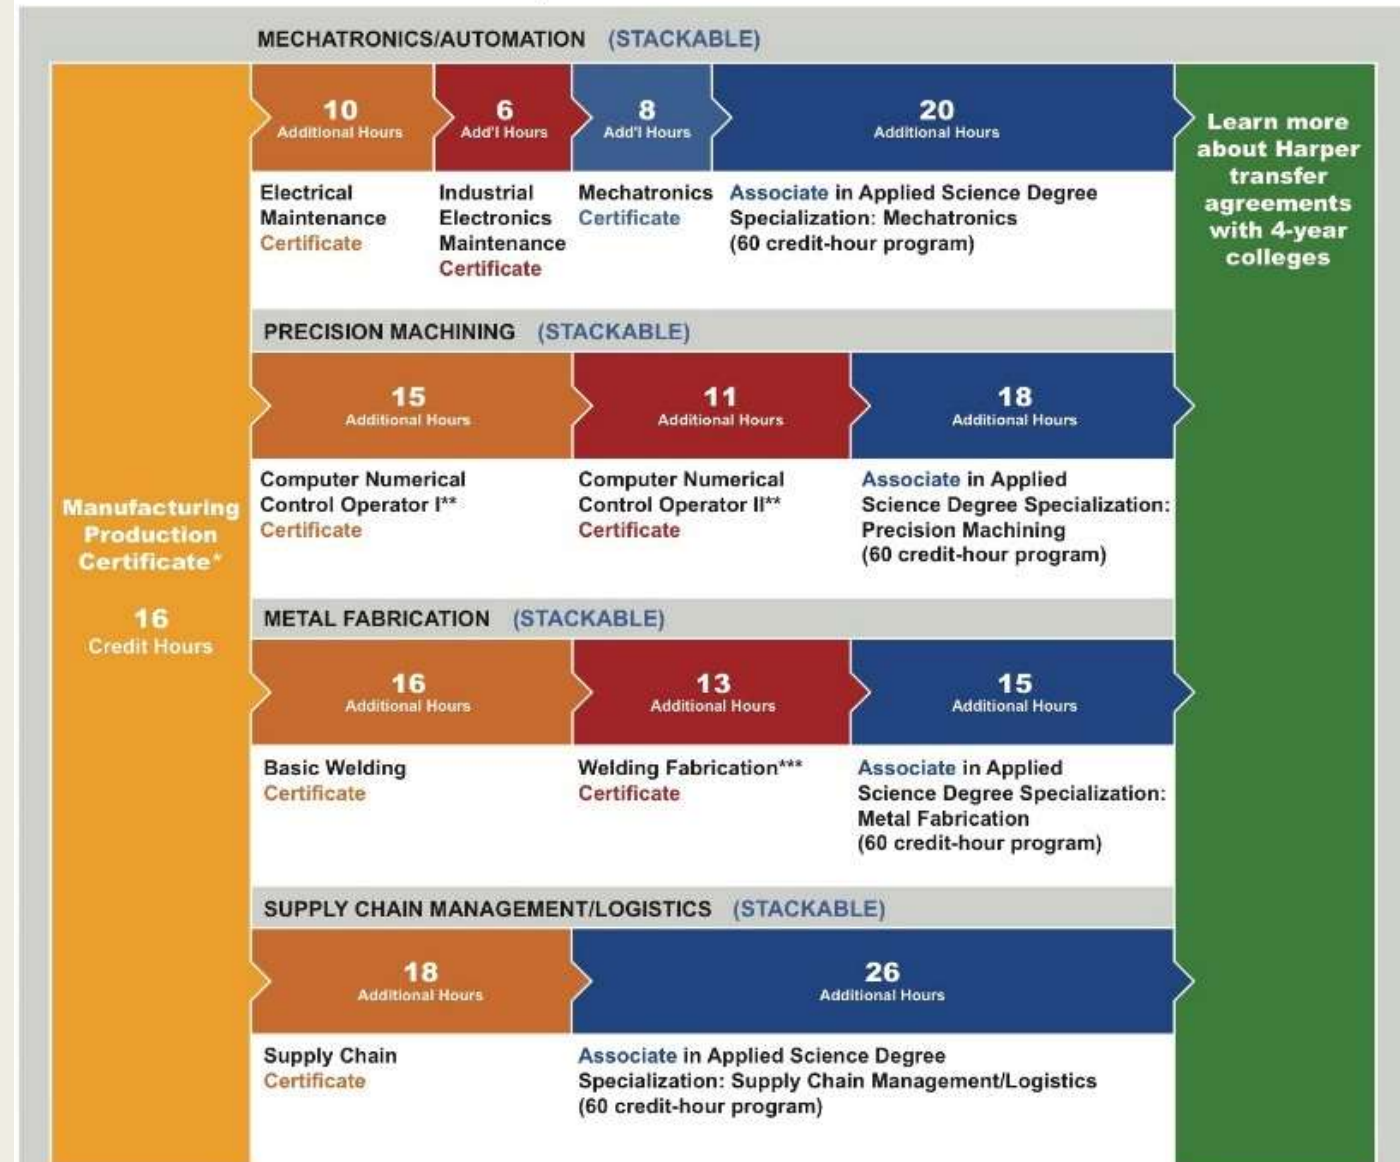 MECHATRONICS/AUTOMATION (STACKABLE)
10
Additional Hours
6
Add'l Hours
8
Add'l Hours
20
Additional Hours
Electrical
Maintenance
Certificate
Industrial
Electronics
Maintenance
Certificate
Mechatronics
Certificate
Associate in Applied Science Degree
Specialization: Mechatronics
(60 credit-hour program)
PRECISION MACHINING (STACKABLE)
15
Additional Hours
11
Additional Hours
18
Additional Hours
Computer Numerical
Control Operator I**
Certificate
Computer Numerical
Control Operator II**
Certificate
Associate in Applied
Science Degree Specialization:
Precision Machining
(60 credit-hour program)
Manufacturing
Production
Certificate*
16
Credit Hours
METAL FABRICATION (STACKABLE)
16
Additional Hours
13
Additional Hours
15
Additional Hours
Basic Welding
Certificate
Welding Fabrication***
Certificate
Associate in Applied
Science Degree Specialization:
Metal Fabrication
(60 credit-hour program)
SUPPLY CHAIN MANAGEMENT/LOGISTICS (STACKABLE)
18
Additional Hours
26
Additional Hours
Supply Chain
Certificate
Associate in Applied Science Degree
Specialization: Supply Chain Management/Logistics
(60 credit-hour program)
Learn more
about Harper
transfer
agreements
with 4-year
colleges